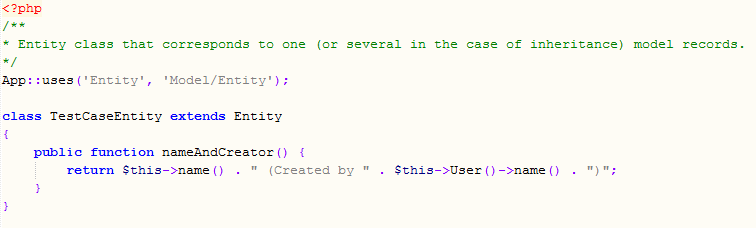 <?php
/**
* Entity class that corresponds to one (or several in the case of inheritance) model records.
*/
App::uses('Entity', 'Model/Entity');

class TestCaseEntity extends Entity
{
    public function nameAndCreator() {
        return $this->name() . " (Created by " . $this->User()->name() . ")";
    }
}